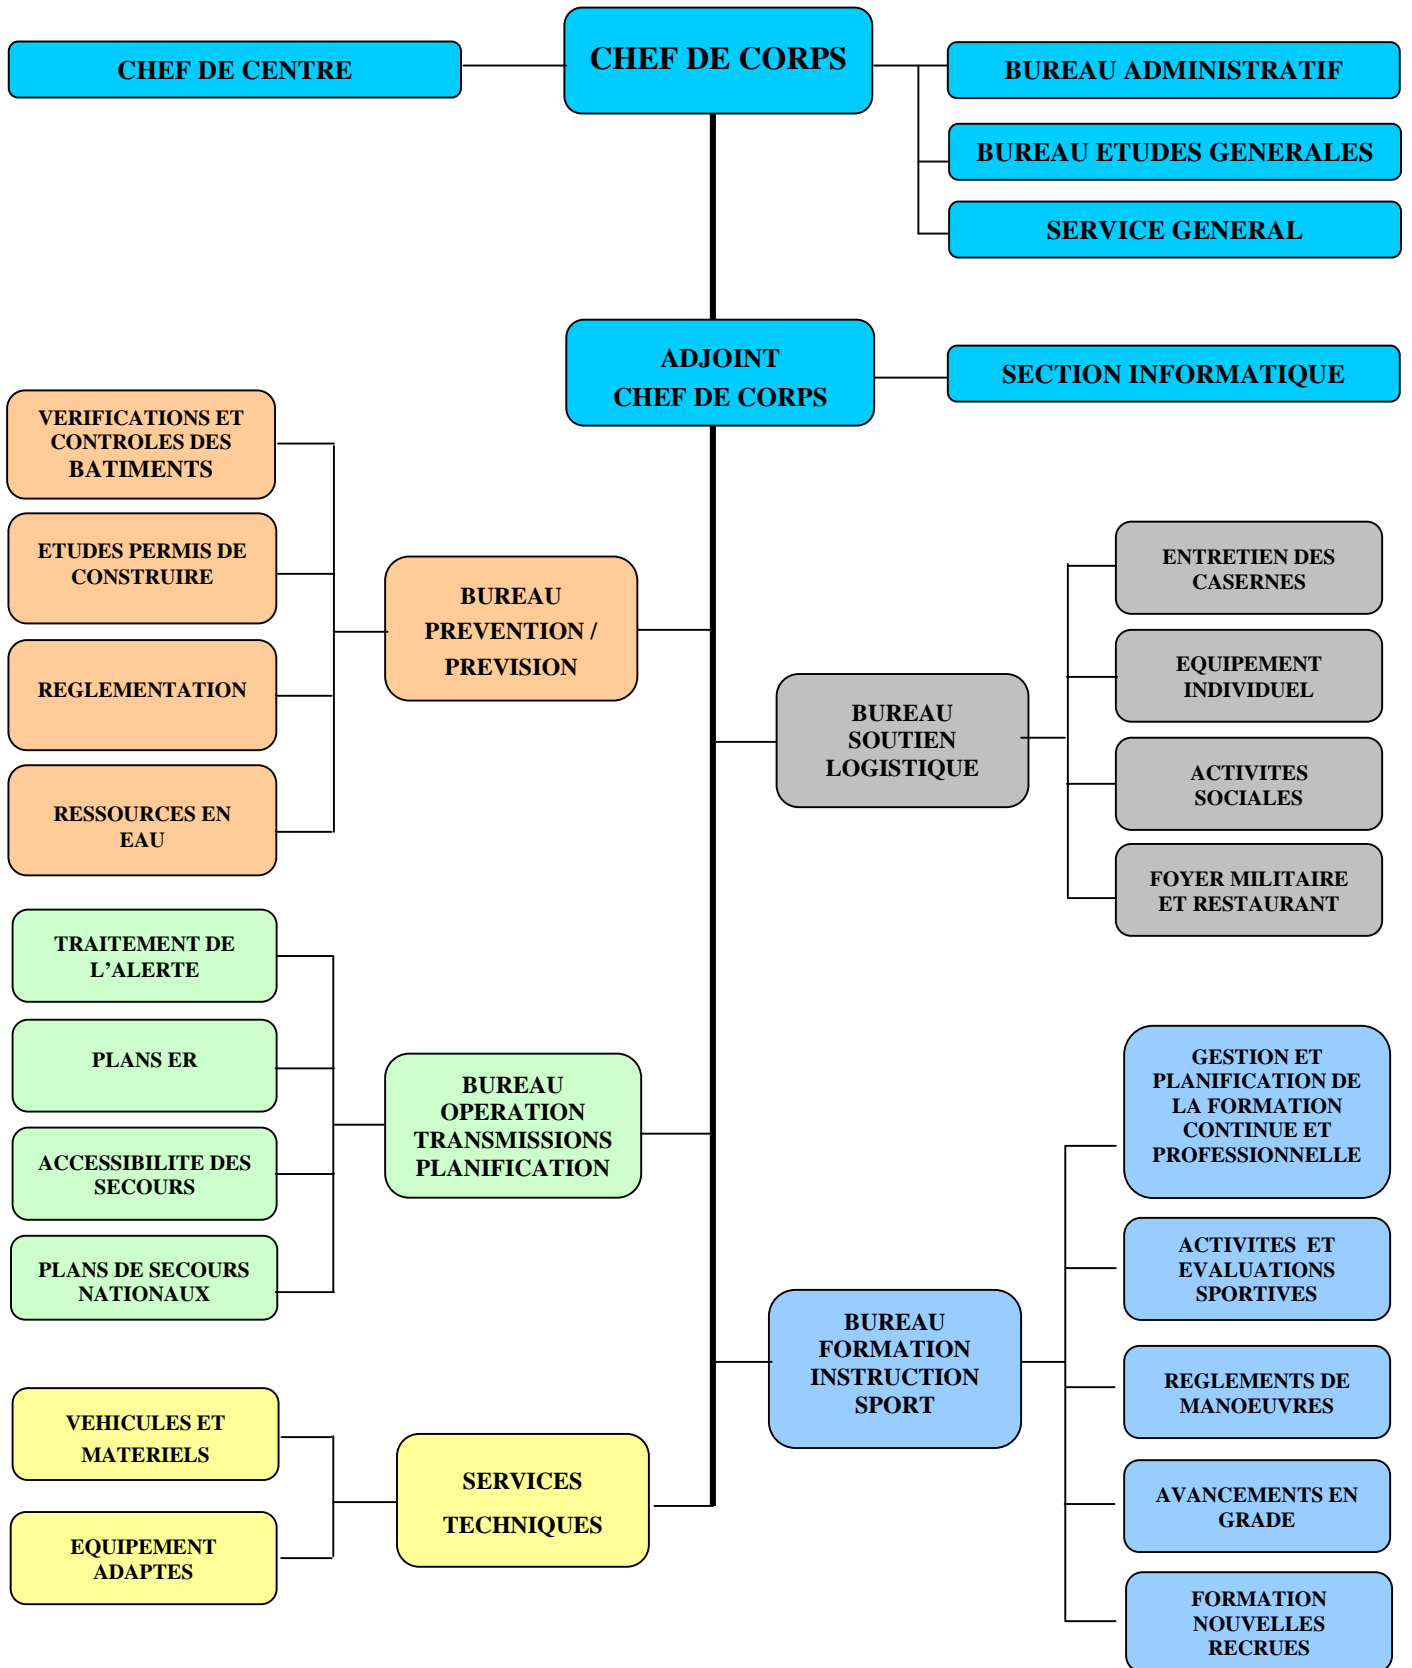 CHEF DE CENTRE
CHEF DE CORPS
BUREAU ADMINISTRATIF
BUREAU ETUDES GENERALES
SERVICE GENERAL
ADJOINT
CHEF DE CORPS
SECTION INFORMATIQUE
VERIFICATIONS ET
CONTROLES DES
BATIMENTS
ETUDES PERMIS DE
CONSTRUIRE
REGLEMENTATION
RESSOURCES EN
EAU
BUREAU
PREVENTION /
PREVISION
BUREAU
SOUTIEN
LOGISTIQUE
ENTRETIEN DES
CASERNES
EQUIPEMENT
INDIVIDUEL
ACTIVITES
SOCIALES
FOYER MILITAIRE
ET RESTAURANT
TRAITEMENT DE
L’ALERTE
PLANS ER
ACCESSIBILITE DES
SECOURS
PLANS DE SECOURS
NATIONAUX
BUREAU
OPERATION
TRANSMISSIONS
PLANIFICATION
GESTION ET
PLANIFICATION DE
LA FORMATION
CONTINUE ET
PROFESSIONNELLE
ACTIVITES ET
EVALUATIONS
SPORTIVES
REGLEMENTS DE
MANOEUVRES
AVANCEMENTS EN
GRADE
FORMATION
NOUVELLES
RECRUES
BUREAU
FORMATION
INSTRUCTION
SPORT
VEHICULES ET
MATERIELS
EQUIPEMENT
ADAPTES
SERVICES
TECHNIQUES